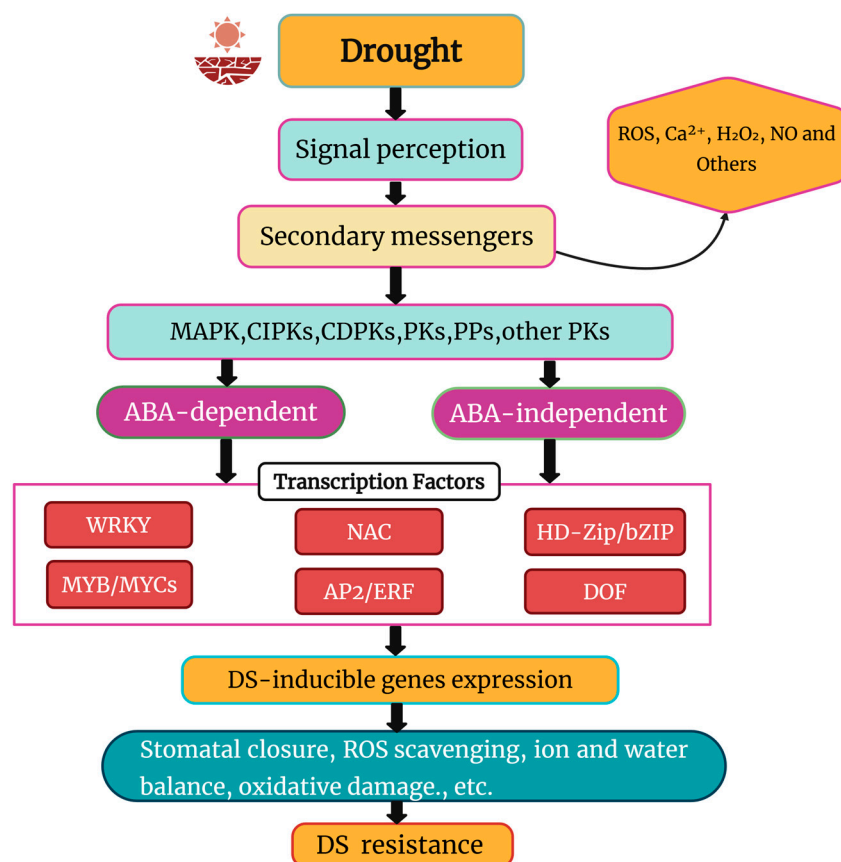 Drought
Signal perception
ROS, Ca²⁺, H₂O₂, NO and
Others
Secondary messengers
MAPK,CIPKs,CDPKs,PKs,PPs,other PKs
ABA-dependent
ABA-independent
Transcription Factors
WRKY
NAC
HD-Zip/bZIP
MYB/MYCs
AP2/ERF
DOF
DS-inducible genes expression
Stomatal closure, ROS scavenging, ion and water
balance, oxidative damage., etc.
DS resistance